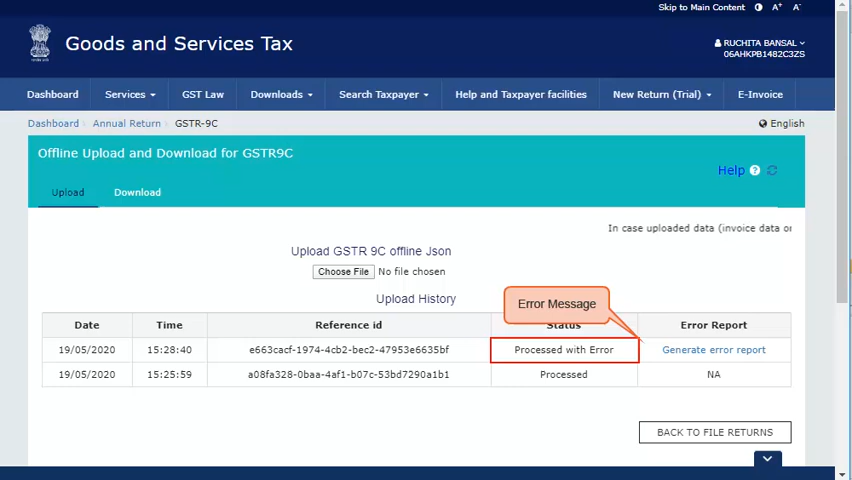 Skip to Main Content A+ A-
Goods and Services Tax
RUCHITA BANSAL
06AHKPB1482C3ZS
Dashboard Services GST Law Downloads Search Taxpayer Help and Taxpayer facilities New Return (Trial) E-Invoice
Dashboard Annual Return GSTR-9C English
Offline Upload and Download for GSTR9C
Help ?
Upload Download
In case uploaded data (invoice data or
Upload GSTR 9C offline Json
Choose File No file chosen
Upload History
Error Message
Date Time Reference id Status Error Report
19/05/2020 15:28:40 e663cacf-1974-4cb2-bec2-47953e6635bf Processed with Error Generate error report
19/05/2020 15:25:59 a08fa328-0baa-4af1-b07c-53bd7290a1b1 Processed NA
BACK TO FILE RETURNS